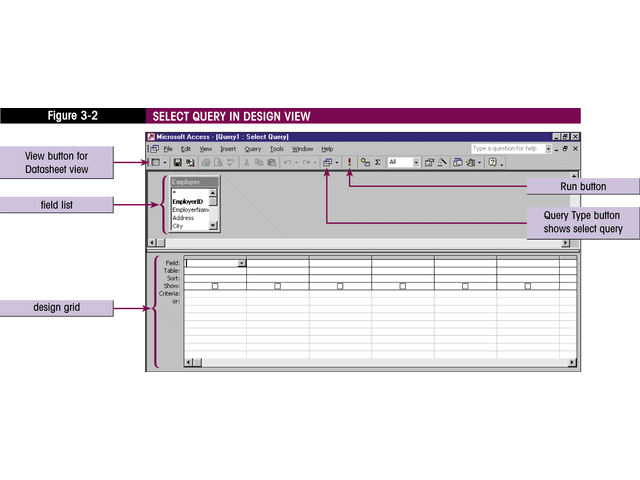 Figure 3-2
SELECT QUERY IN DESIGN VIEW
Microsoft Access - [Query1 : Select Query]
File Edit View Insert Query Tools Window Help
Type a question for help
View button for
Datasheet view
All
Run button
Employer
*
EmployerID
EmployerName
Address
City
field list
Query Type button
shows select query
Field:
Table:
Sort:
Show:
Criteria:
or:
design grid